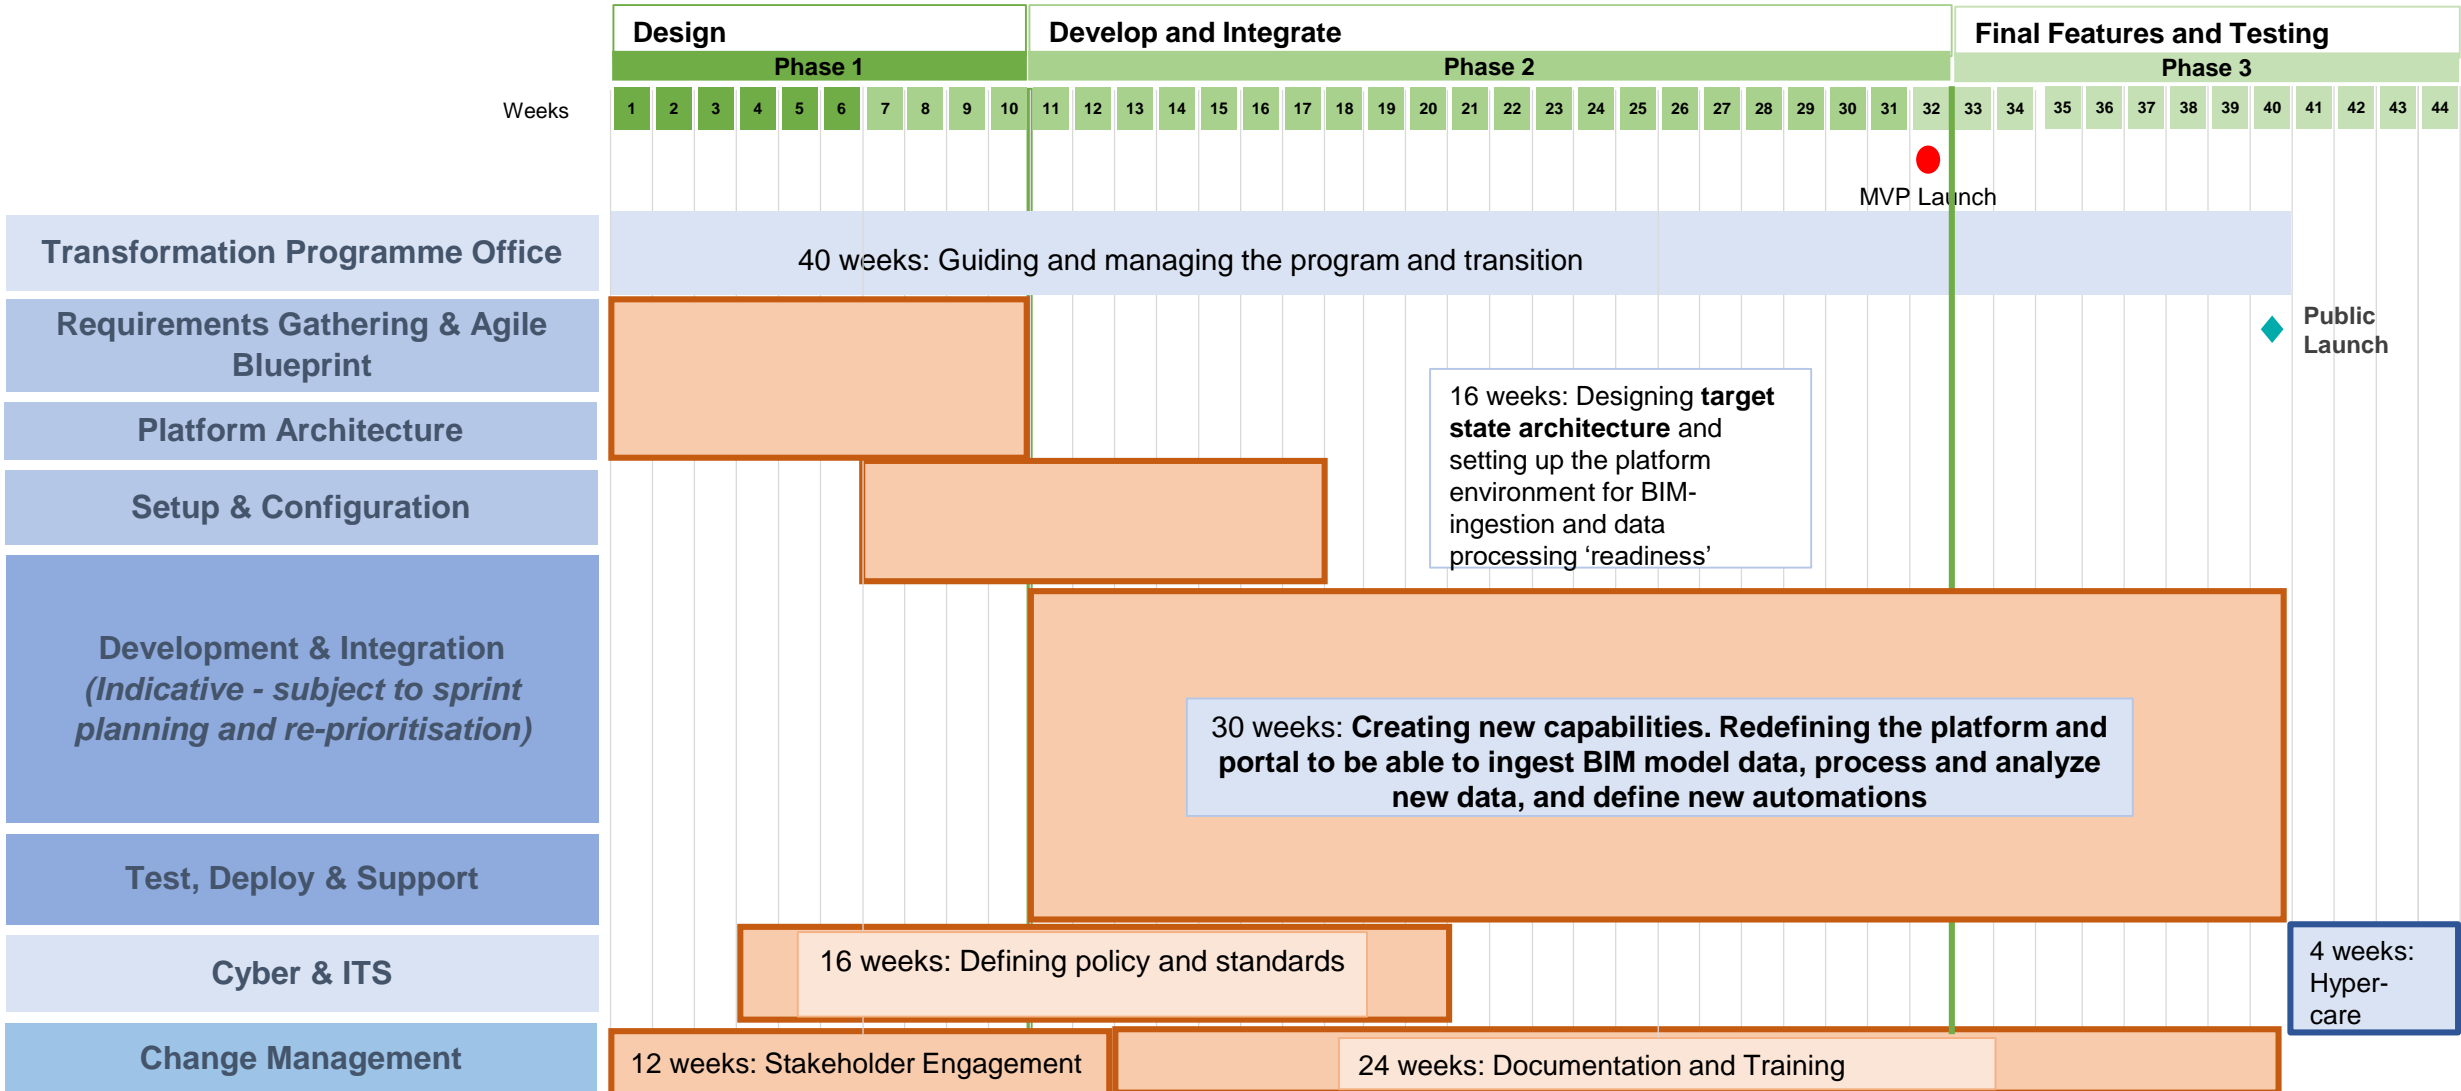 Design
Develop and Integrate
Final Features and Testing
Phase 1
Phase 2
Phase 3
Weeks
1 2 3 4 5 6 7 8 9 10 11 12 13 14 15 16 17 18 19 20 21 22 23 24 25 26 27 28 29 30 31 32 33 34 35 36 37 38 39 40 41 42 43 44
MVP Launch
Transformation Programme Office
40 weeks: Guiding and managing the program and transition
Requirements Gathering & Agile
Blueprint
Public
Launch
Platform Architecture
16 weeks: Designing target
state architecture and
setting up the platform
environment for BIM-
ingestion and data
processing ‘readiness’
Setup & Configuration
Development & Integration
(Indicative - subject to sprint
planning and re-prioritisation)
30 weeks: Creating new capabilities. Redefining the platform and
portal to be able to ingest BIM model data, process and analyze
new data, and define new automations
Test, Deploy & Support
Cyber & ITS
16 weeks: Defining policy and standards
4 weeks:
Hyper-
care
Change Management
12 weeks: Stakeholder Engagement
24 weeks: Documentation and Training